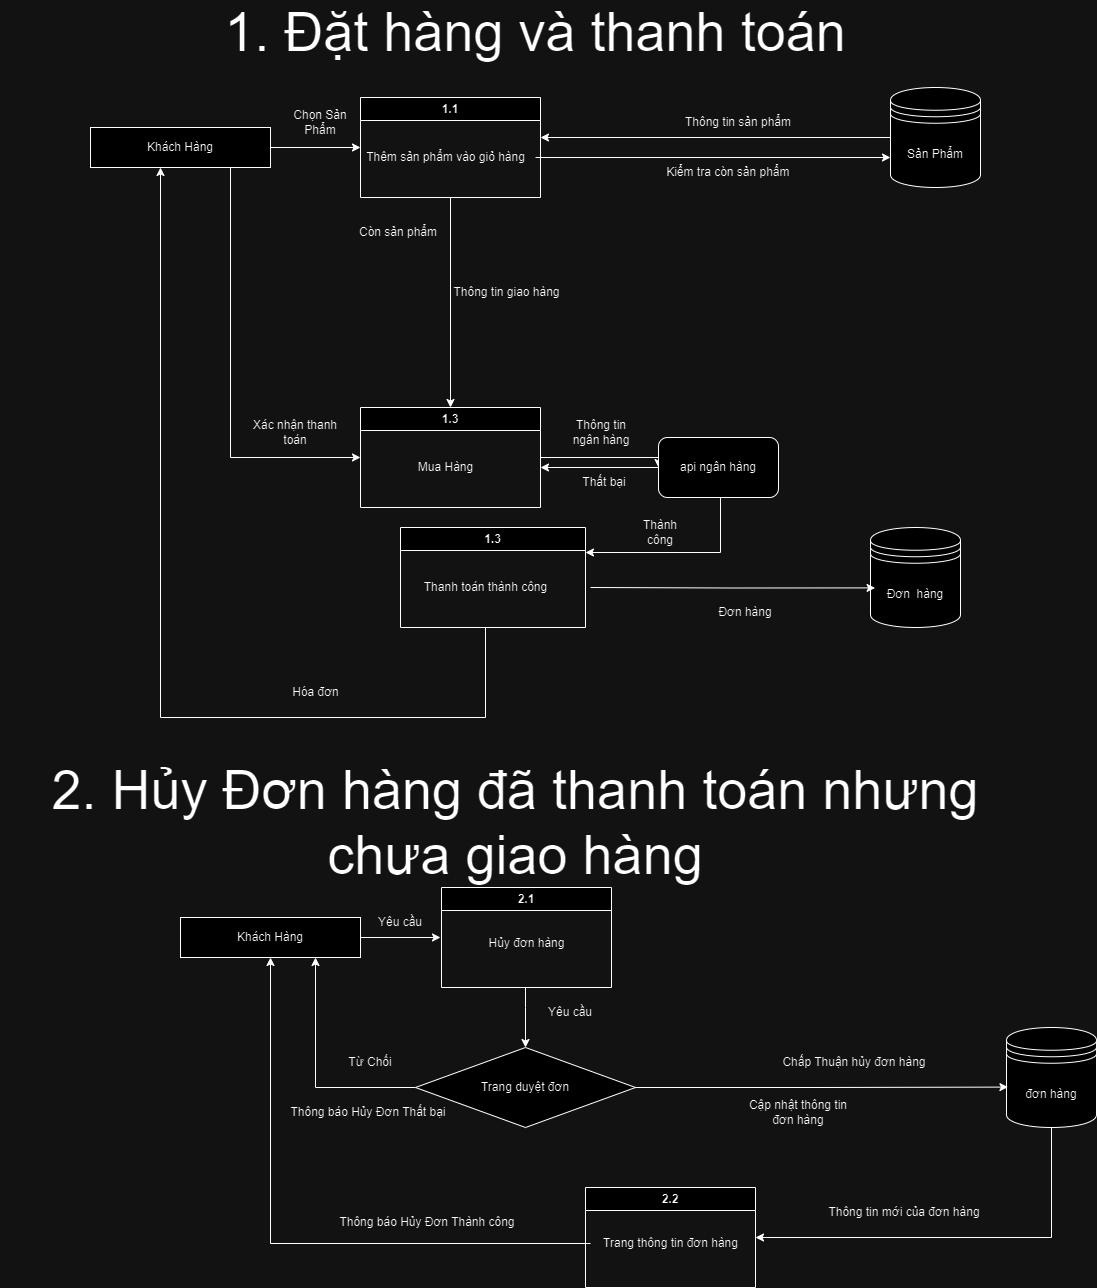 1. Đặt hàng và thanh toán
Chọn Sản
Phẩm
1.1
Thông tin sản phẩm
Khách Hàng
Thêm sản phẩm vào giỏ hàng
Sản Phẩm
Kiểm tra còn sản phẩm
Còn sản phẩm
Thông tin giao hàng
Xác nhận thanh
toán
1.3
Mua Hàng
Thông tin
ngân hàng
api ngân hàng
Thất bại
Thành
công
1.3
Thanh toán thành công
Đơn hàng
Đơn hàng
Hóa đơn
2. Hủy Đơn hàng đã thanh toán nhưng
chưa giao hàng
2.1
Khách Hàng
Yêu cầu
Hủy đơn hàng
Yêu cầu
Từ Chối
Trang duyệt đơn
Chấp Thuận hủy đơn hàng
đơn hàng
Thông báo Hủy Đơn Thất bại
Cập nhật thông tin
đơn hàng
2.2
Thông báo Hủy Đơn Thành công
Trang thông tin đơn hàng
Thông tin mới của đơn hàng